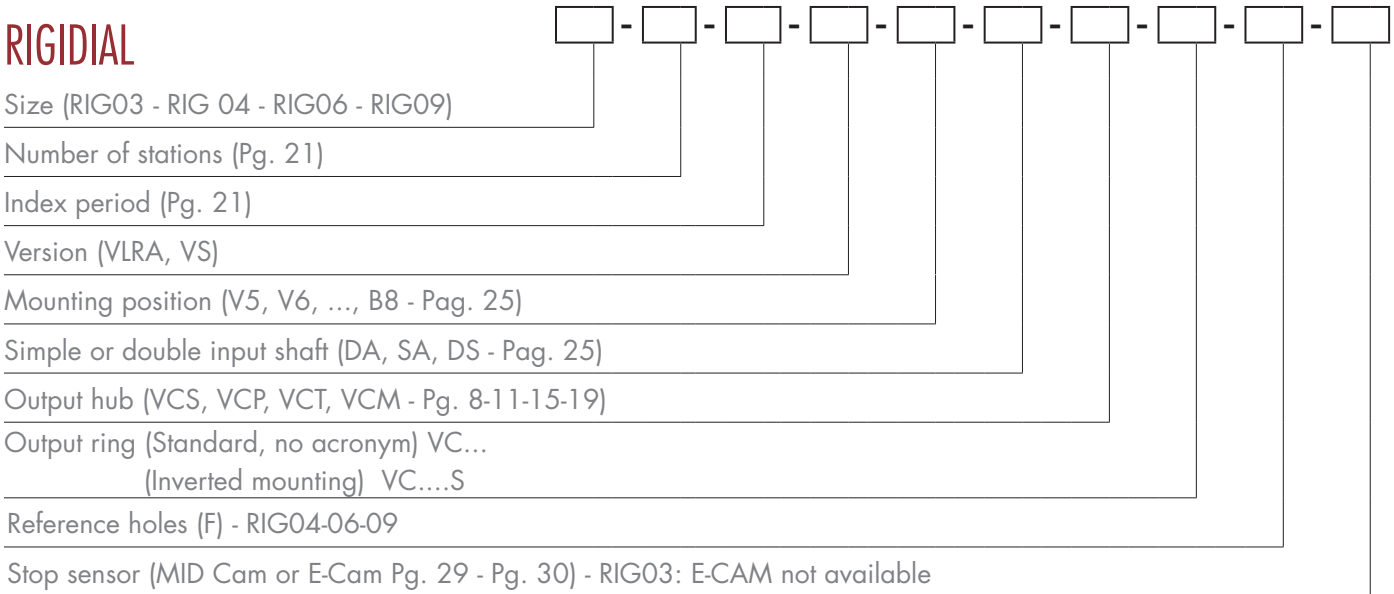 RIGIDIAL
- - - - - - - - -
Size (RIG03 - RIG 04 - RIG06 - RIG09)
Number of stations (Pg. 21)
Index period (Pg. 21)
Version (VLRA, VS)
Mounting position (V5, V6, ..., B8 - Pag. 25)
Simple or double input shaft (DA, SA, DS - Pag. 25)
Output hub (VCS, VCP, VCT, VCM - Pg. 8-11-15-19)
Output ring (Standard, no acronym) VC...
(Inverted mounting) VC....S
Reference holes (F) - RIG04-06-09
Stop sensor (MID Cam or E-Cam Pg. 29 - Pg. 30) - RIG03: E-CAM not available